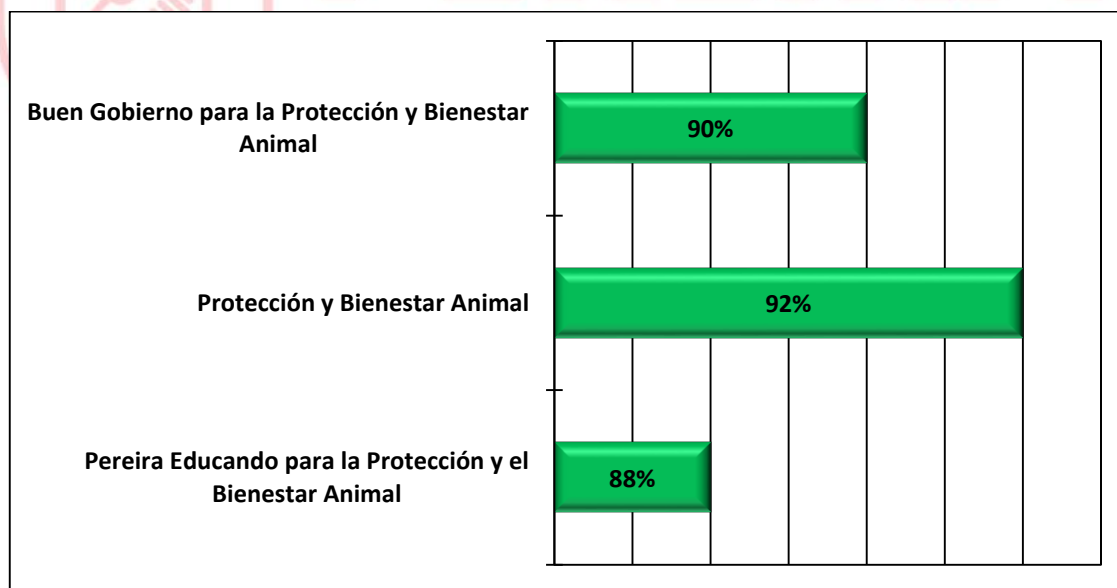 Buen Gobierno para la Protección y Bienestar
Animal
90%
Protección y Bienestar Animal
92%
Pereira Educando para la Protección y el
Bienestar Animal
88%